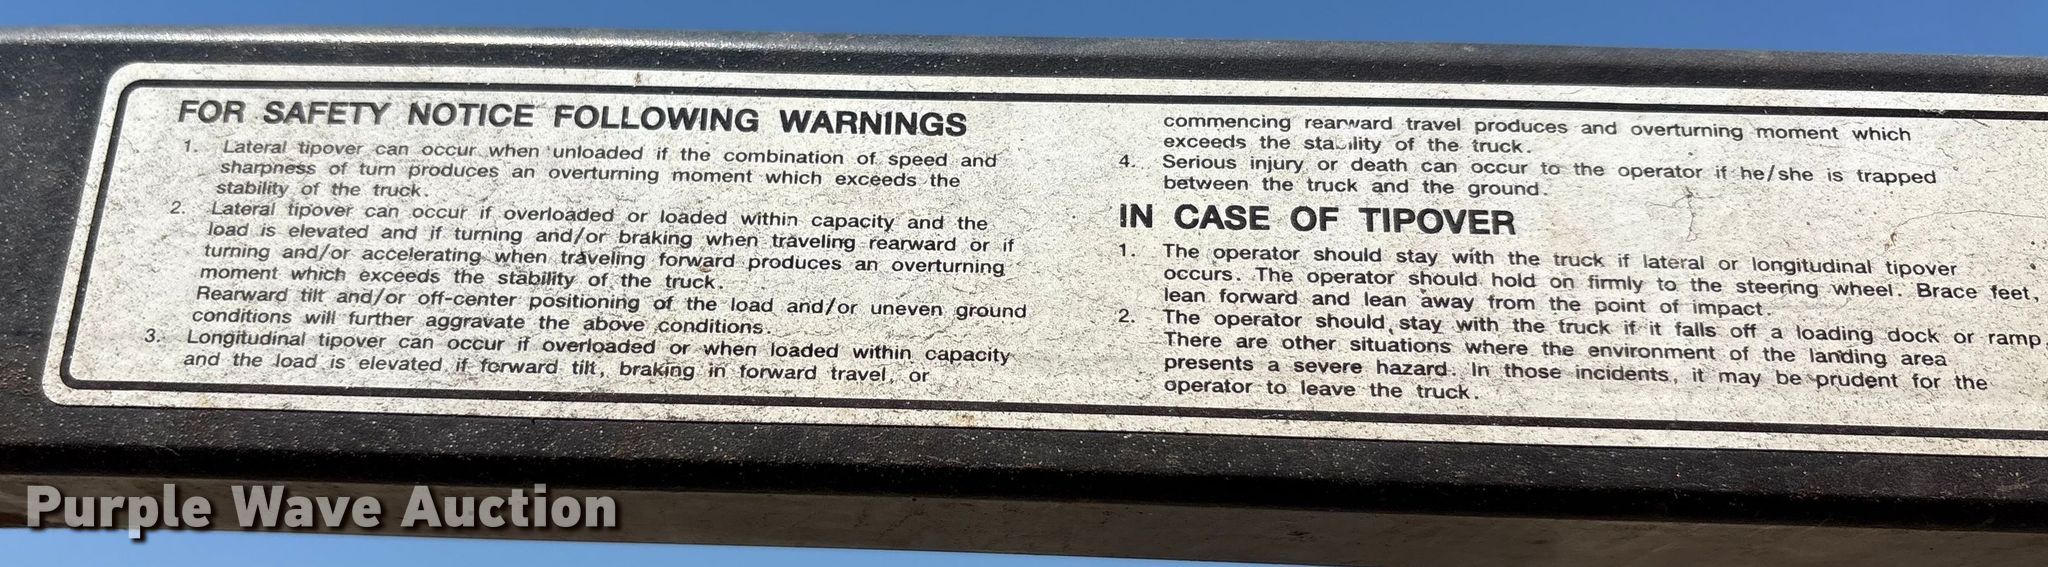 FOR SAFETY NOTICE FOLLOWING WARNINGS
1. Lateral tipover can occur when unloaded if the combination of speed and
sharpness of turn produces an overturning moment which exceeds the
stability of the truck.
2. Lateral tipover can occur if overloaded or loaded within capacity and the
load is elevated and if turning and/or braking when traveling rearward or if
turning and/or accelerating when traveling forward produces an overturning
moment which exceeds the stability of the truck.
Rearward tilt and/or off-center positioning of the load and/or uneven ground
conditions will further aggravate the above conditions.
3. Longitudinal tipover can occur if overloaded or when loaded within capacity
and the load is elevated if forward tilt, braking in forward travel, or
commencing rearward travel produces and overturning moment which
exceeds the stability of the truck.
4. Serious injury or death can occur to the operator if he/she is trapped
between the truck and the ground.
IN CASE OF TIPOVER
1. The operator should stay with the truck if lateral or longitudinal tipover
occurs. The operator should hold on firmly to the steering wheel. Brace feet,
lean forward and lean away from the point of impact.
2. The operator should stay with the truck if it falls off a loading dock or ramp.
There are other situations where the environment of the landing area
presents a severe hazard. In those incidents, it may be prudent for the
operator to leave the truck.
Purple Wave Auction